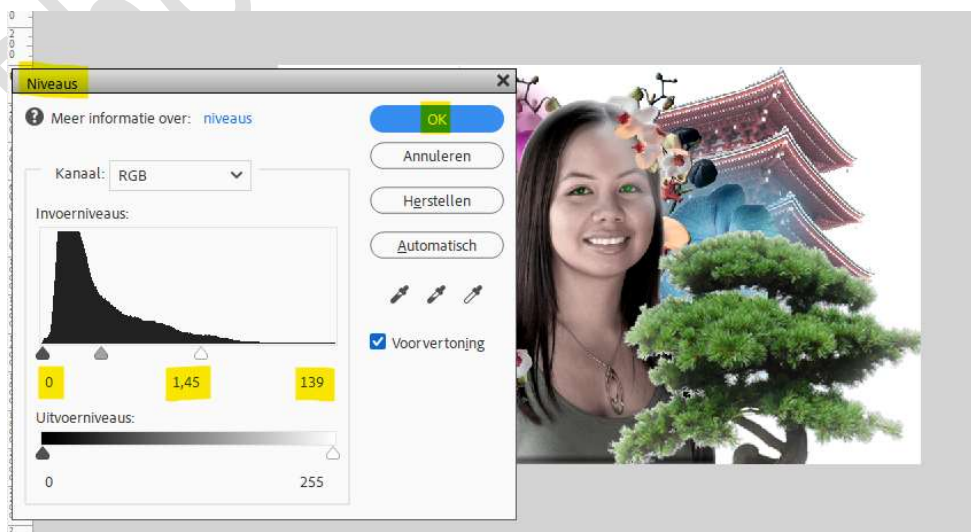 Niveaus
Meer informatie over: niveaus
OK
Annuleren
Kanaal: RGB
Herstellen
Invoerniveaus:
Automatisch
Voorvertoning
0 1,45 139
Uitvoerniveaus:
0 255